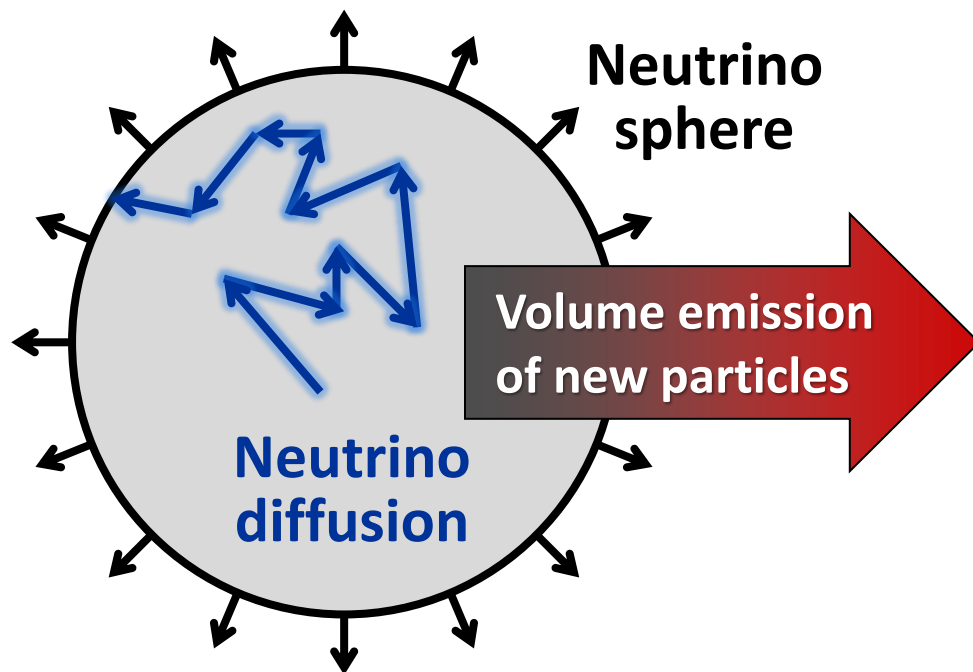 Neutrino
sphere
Volume emission
of new particles
Neutrino
diffusion